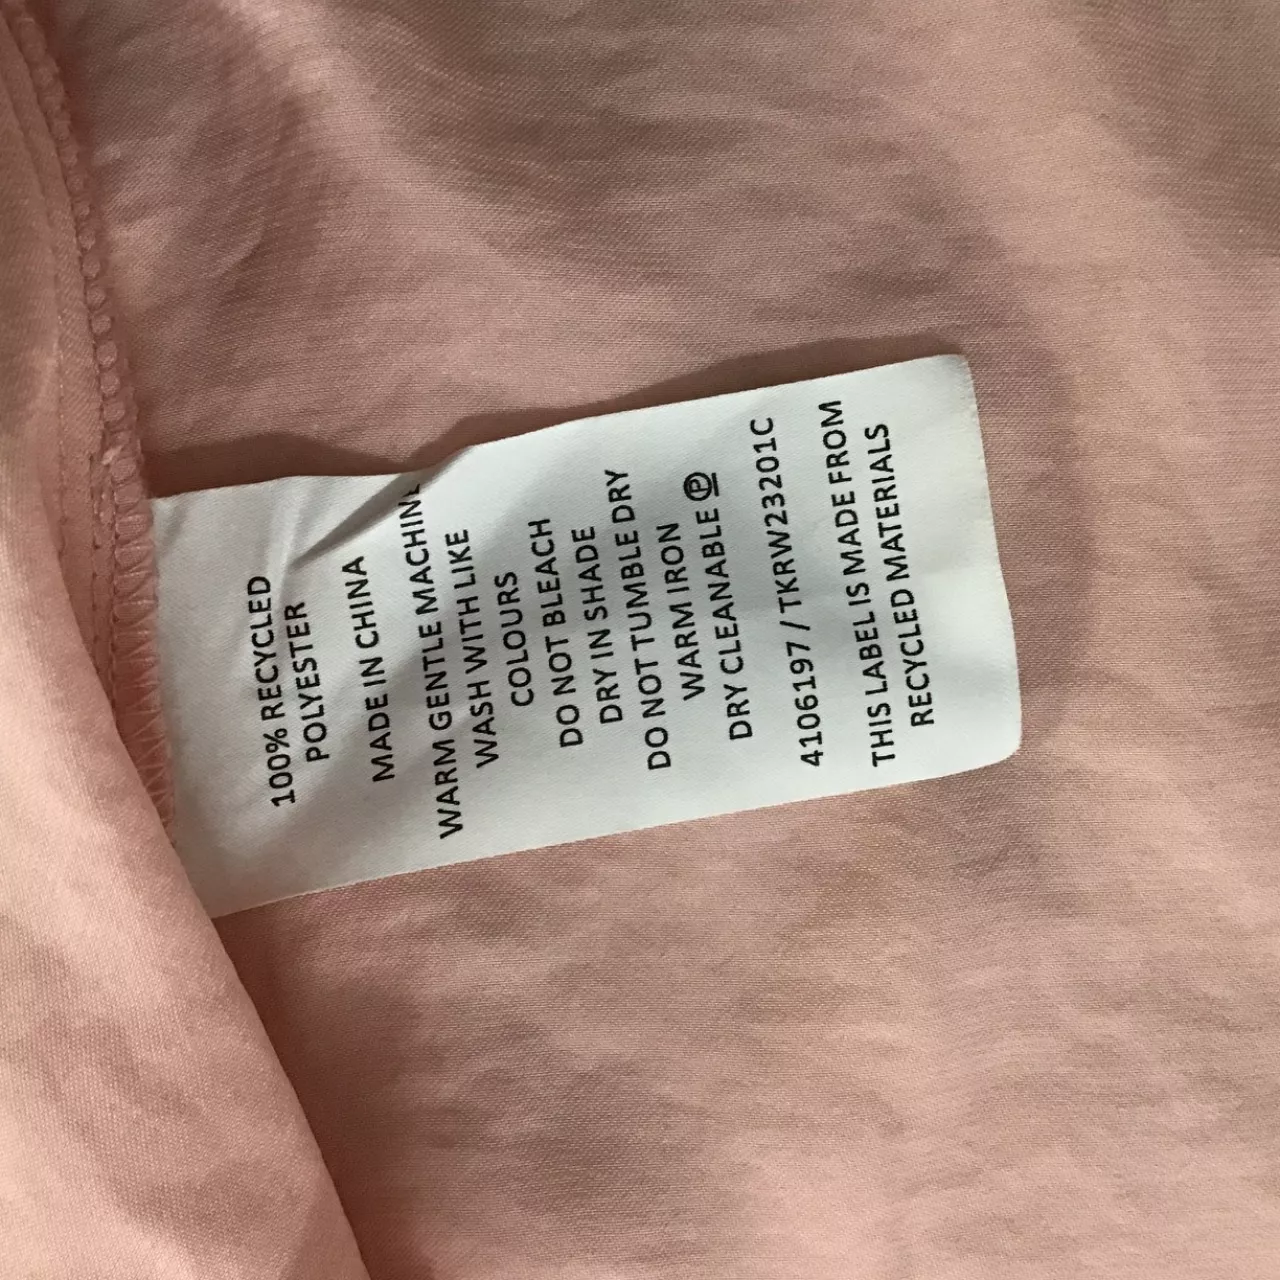 100% RECYCLED
POLYESTER
MADE IN CHINA
WARM GENTLE MACHINE
WASH WITH LIKE
COLOURS
DO NOT BLEACH
DRY IN SHADE
DO NOT TUMBLE DRY
WARM IRON
DRY CLEANABLE Ⓟ
4106197 / TKRW23201C
THIS LABEL IS MADE FROM
RECYCLED MATERIALS